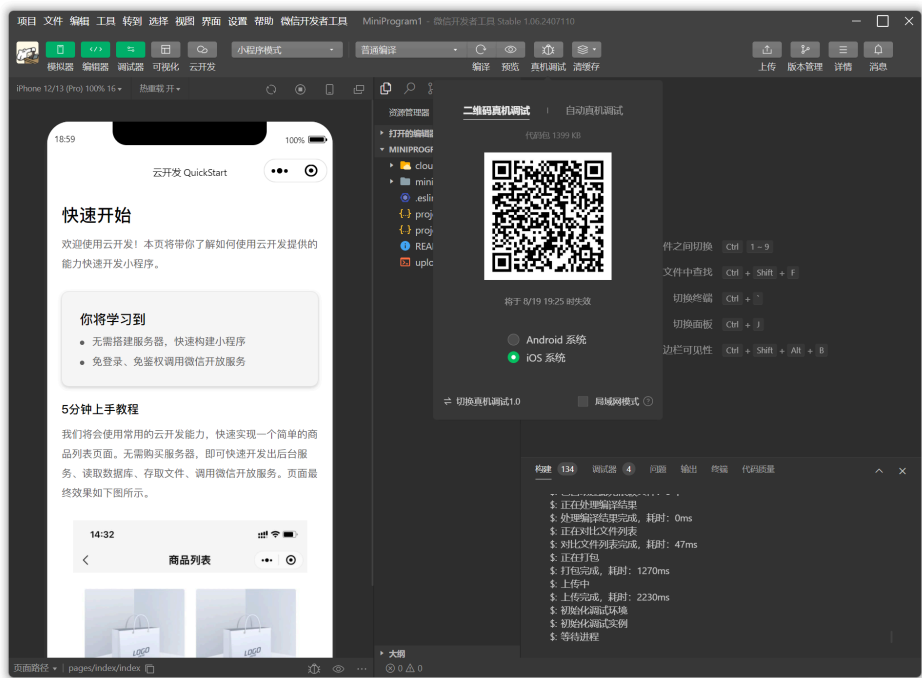 项目 文件 编辑 工具 转到 选择 视图 界面 设置 帮助 微信开发者工具 MiniProgram1 - 微信开发者工具 Stable 1.06.2407110
小程序模式 普通编译
模拟器 编辑器 调试器 可视化 云开发 编译 预览 真机调试 清缓存 上传 版本管理 详情 消息
iPhone 12/13 (Pro) 100% 16 热重载 开
资源管理器
打开的编辑器
MINIPROGR
clou
mini
.eslin
proj
proj
REA
uplo
大纲
18:59 100%
云开发 QuickStart
快速开始
欢迎使用云开发！本页将带你了解如何使用云开发提供的
能力快速开发小程序。
你将学习到
无需搭建服务器，快速构建小程序
免登录、免鉴权调用微信开放服务
5分钟上手教程
我们将会使用常用的云开发能力，快速实现一个简单的商
品列表页面。无需购买服务器，即可快速开发出后台服
务、读取数据库、存取文件、调用微信开放服务。页面最
终效果如下图所示。
14:32
商品列表
LOGO LOGO
二维码真机调试 自动真机调试
代码包 1399 KB
将于 8/19 19:25 时失效
Android 系统
iOS 系统
切换真机调试1.0 局域网模式
件之间切换 Ctrl 1 ~ 9
文件中查找 Ctrl + Shift + F
切换终端 Ctrl + `
切换面板 Ctrl + J
边栏可见性 Ctrl + Shift + Alt + B
构建 134 调试器 4 问题 输出 终端 代码质量
$: 正在处理编译结果
$: 处理编译结果完成，耗时：0ms
$: 正在对比文件列表
$: 对比文件列表完成，耗时：47ms
$: 正在打包
$: 打包完成，耗时：1270ms
$: 上传中
$: 上传完成，耗时：2230ms
$: 初始化调试环境
$: 初始化调试实例
$: 等待进程
页面路径 pages/index/index 0 0